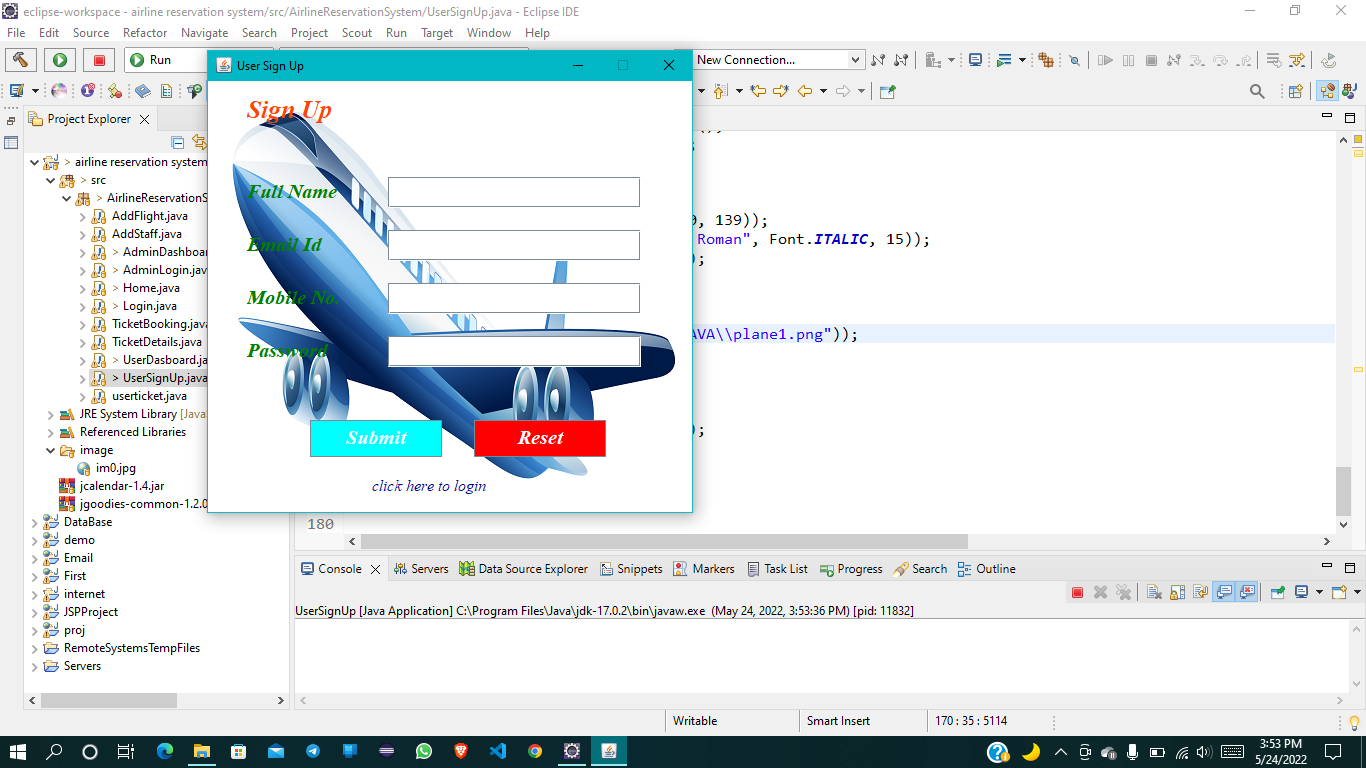 eclipse-workspace - airline reservation system/src/AirlineReservationSystem/UserSignUp.java - Eclipse IDE
File Edit Source Refactor Navigate Search Project Scout Run Target Window Help
Run
New Connection...
Project Explorer
> airline reservation system
> src
> AirlineReservationS
AddFlight.java
AddStaff.java
> AdminDashboar
> AdminLogin.jav
> Home.java
> Login.java
TicketBooking.java
TicketDetails.java
> UserDasboard.ja
> UserSignUp.java
userticket.java
JRE System Library [Java
Referenced Libraries
image
im0.jpg
jcalendar-1.4.jar
jgoodies-common-1.2.0
DataBase
demo
Email
First
internet
JSPProject
proj
RemoteSystemsTempFiles
Servers
User Sign Up
Sign Up
Full Name
Email Id
Mobile No.
Password
Submit Reset
click here to login
, 139));
Roman", Font.ITALIC, 15));
AVA\\plane1.png"));
180
Console Servers Data Source Explorer Snippets Markers Task List Progress Search Outline
UserSignUp [Java Application] C:\Program Files\Java\jdk-17.0.2\bin\javaw.exe (May 24, 2022, 3:53:36 PM) [pid: 11832]
Writable Smart Insert 170 : 35 : 5114
3:53 PM
5/24/2022